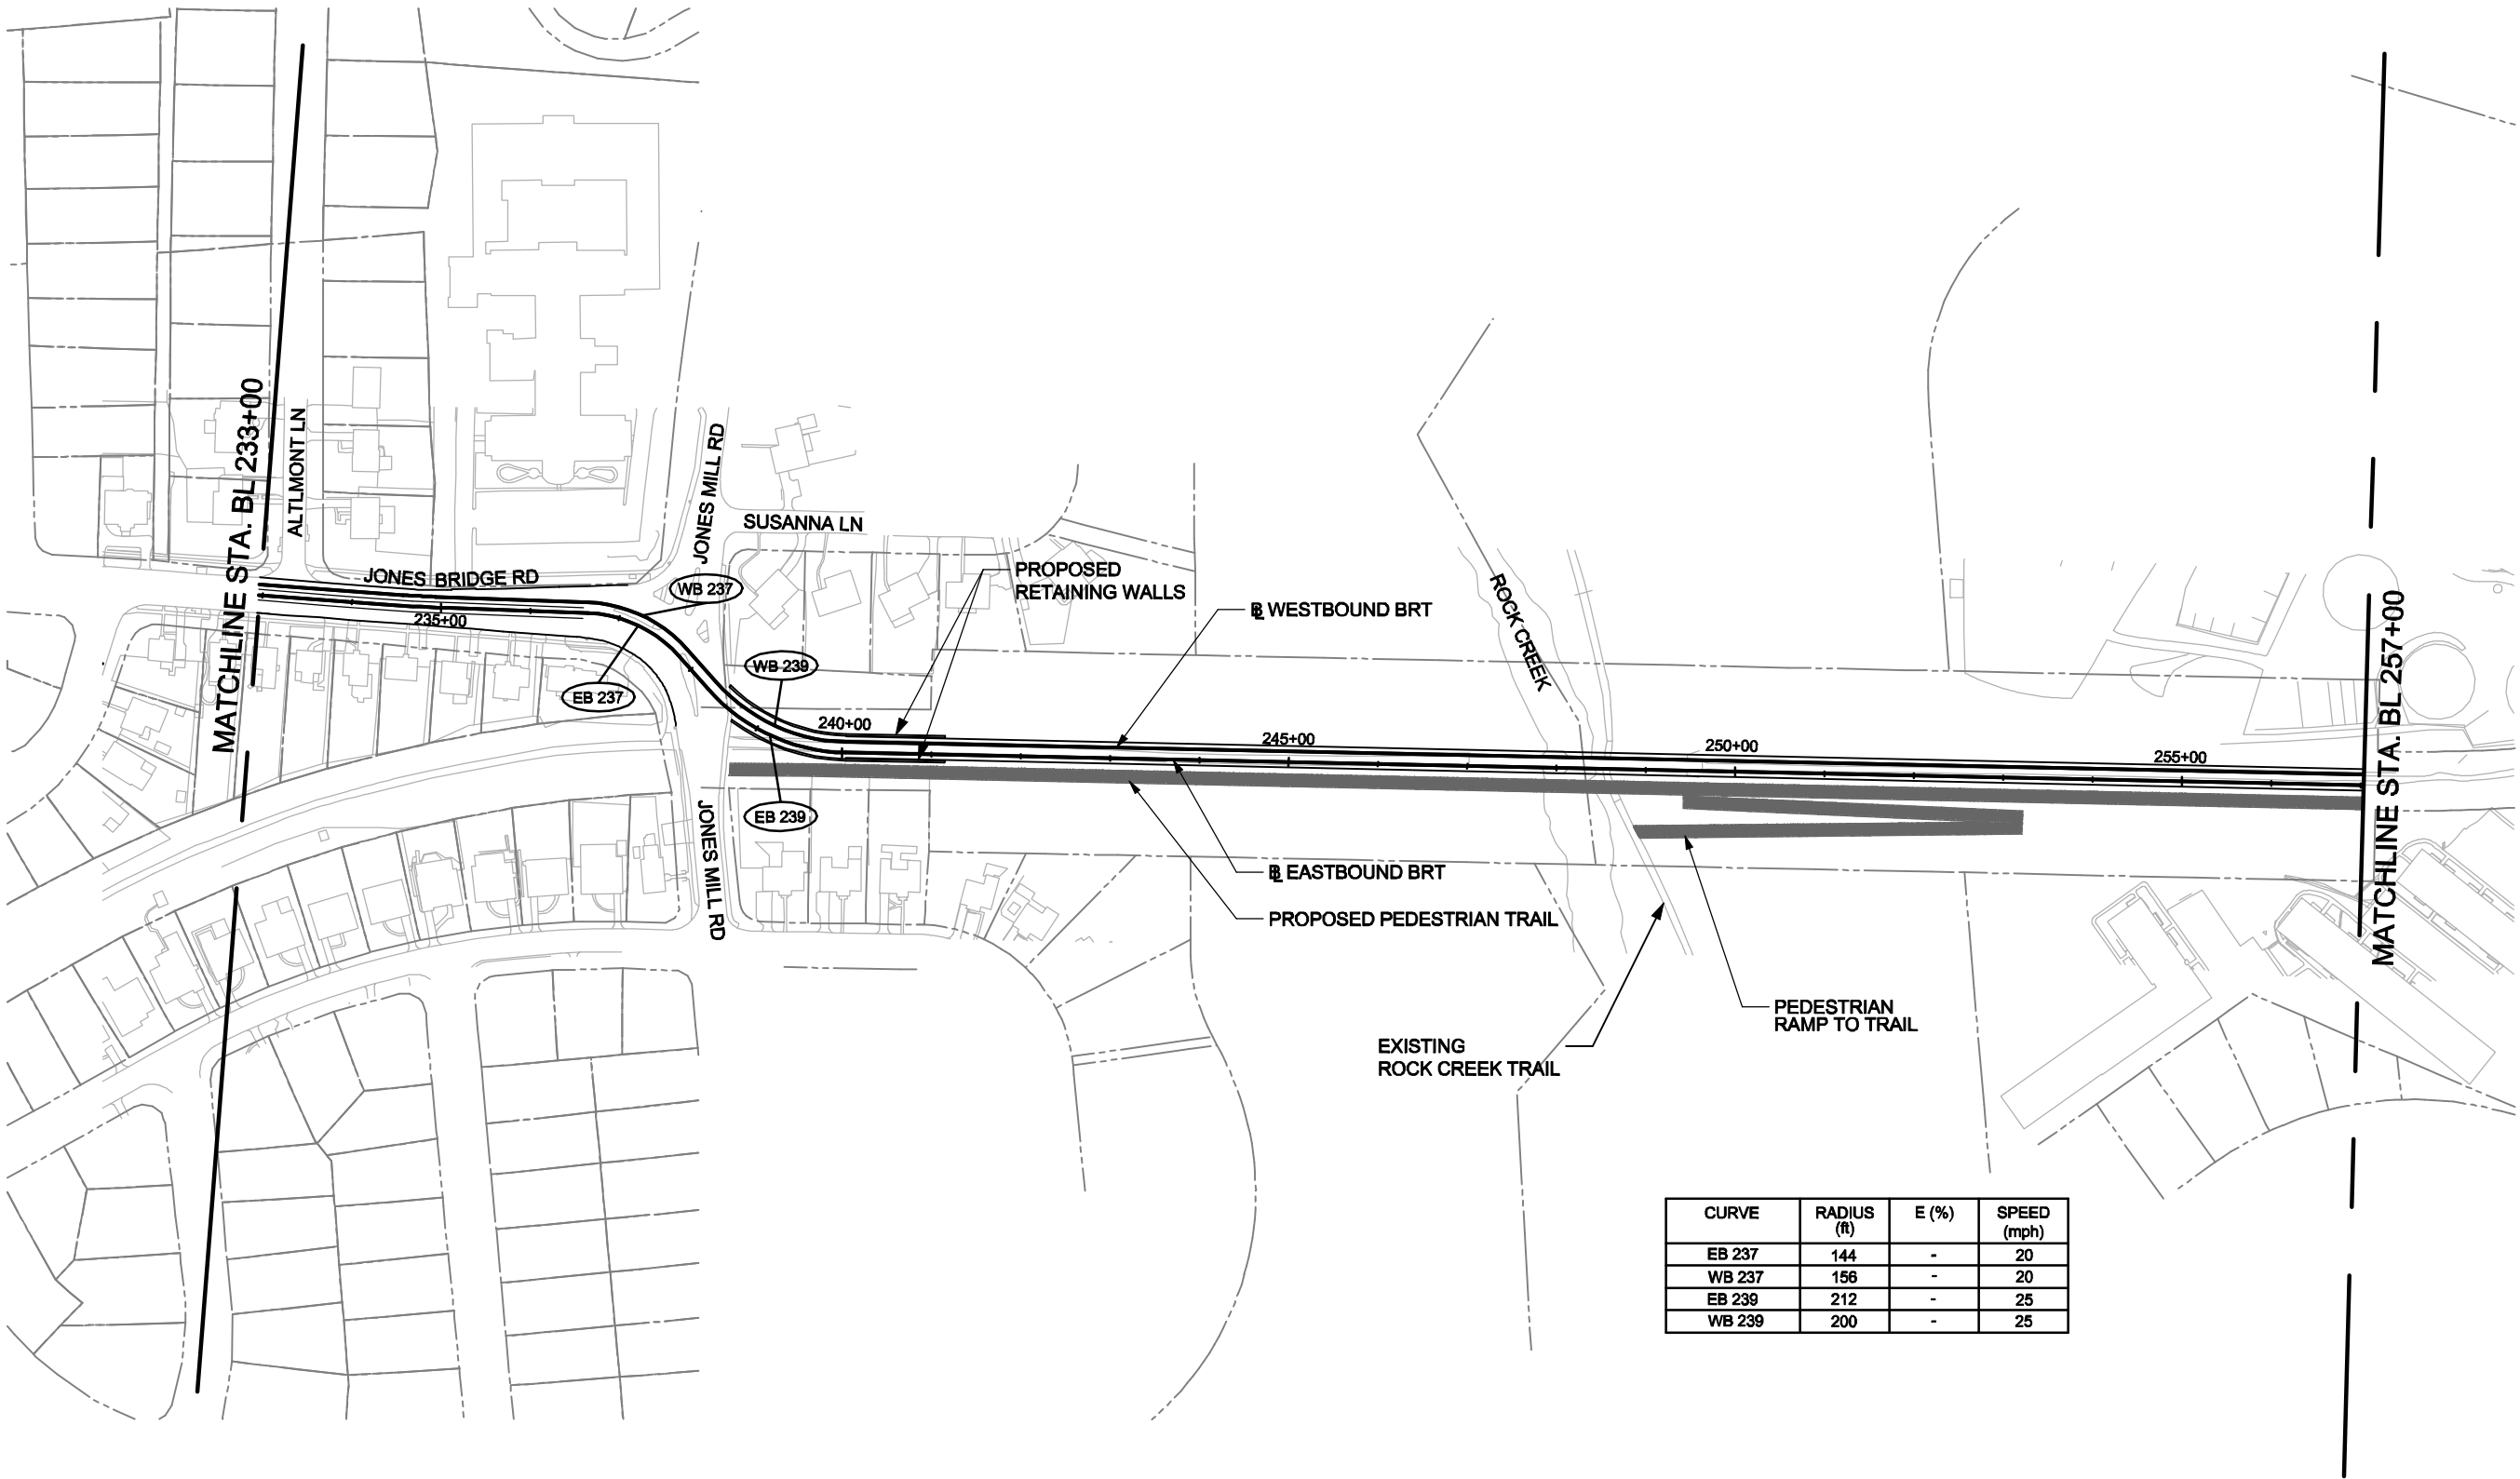 MATCHLINE STA. BL 233+00
ALTLMONT LN
JONES MILL RD
SUSANNA LN
JONES BRIDGE RD
WB 237
PROPOSED
RETAINING WALLS
BL WESTBOUND BRT
ROCK CREEK
235+00
WB 239
EB 237
240+00
245+00
250+00
255+00
MATCHLINE STA. BL 257+00
EB 239
JONES MILL RD
BL EASTBOUND BRT
PROPOSED PEDESTRIAN TRAIL
PEDESTRIAN
RAMP TO TRAIL
EXISTING
ROCK CREEK TRAIL
CURVE RADIUS (ft) E (%) SPEED (mph)
EB 237 144 - 20
WB 237 156 - 20
EB 239 212 - 25
WB 239 200 - 25